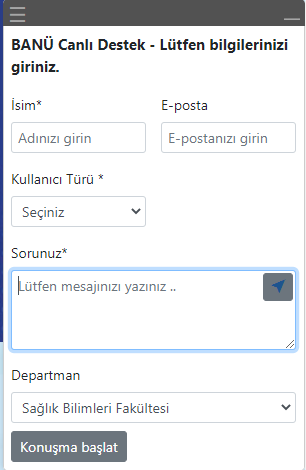 BANÜ Canlı Destek - Lütfen bilgilerinizi
giriniz.
İsim* E-posta
Adınızı girin E-postanızı girin
Kullanıcı Türü *
Seçiniz
Sorunuz*
Lütfen mesajınızı yazınız ..
Departman
Sağlık Bilimleri Fakültesi
Konuşma başlat